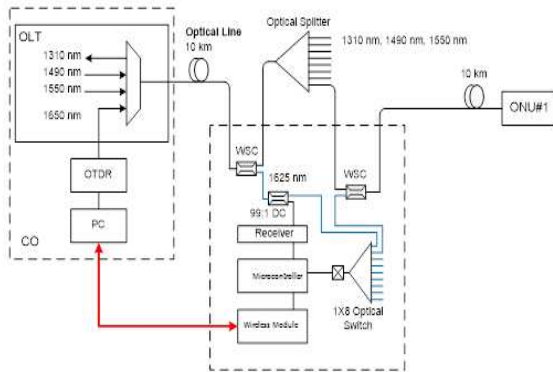 OLT
1310 nm
1490 nm
1550 nm
1650 nm
OTDR
PC
CO
Optical Line
10 km
Optical Splitter
1310 nm, 1490 nm, 1550 nm
10 km
ONU#1
WSC
WSC
1625 nm
99:1 DC
Receiver
Microcontroller
Wireless Module
1X8 Optical
Switch